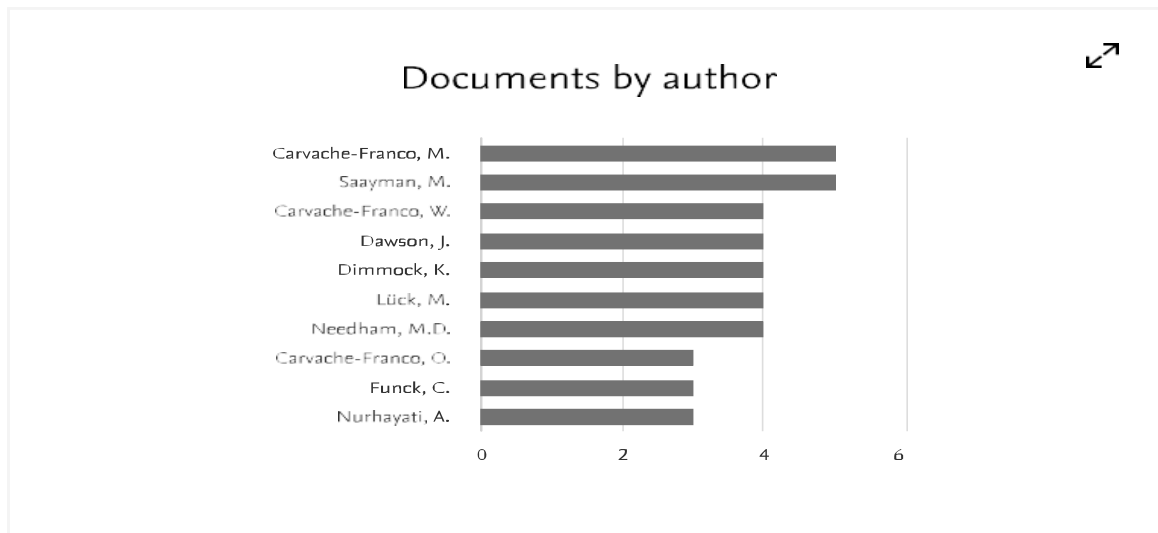 Documents by author
Carvache-Franco, M.
Saayman, M.
Carvache-Franco, W.
Dawson, J.
Dimmock, K.
Lück, M.
Needham, M.D.
Carvache-Franco, O.
Funck, C.
Nurhayati, A.
0 2 4 6